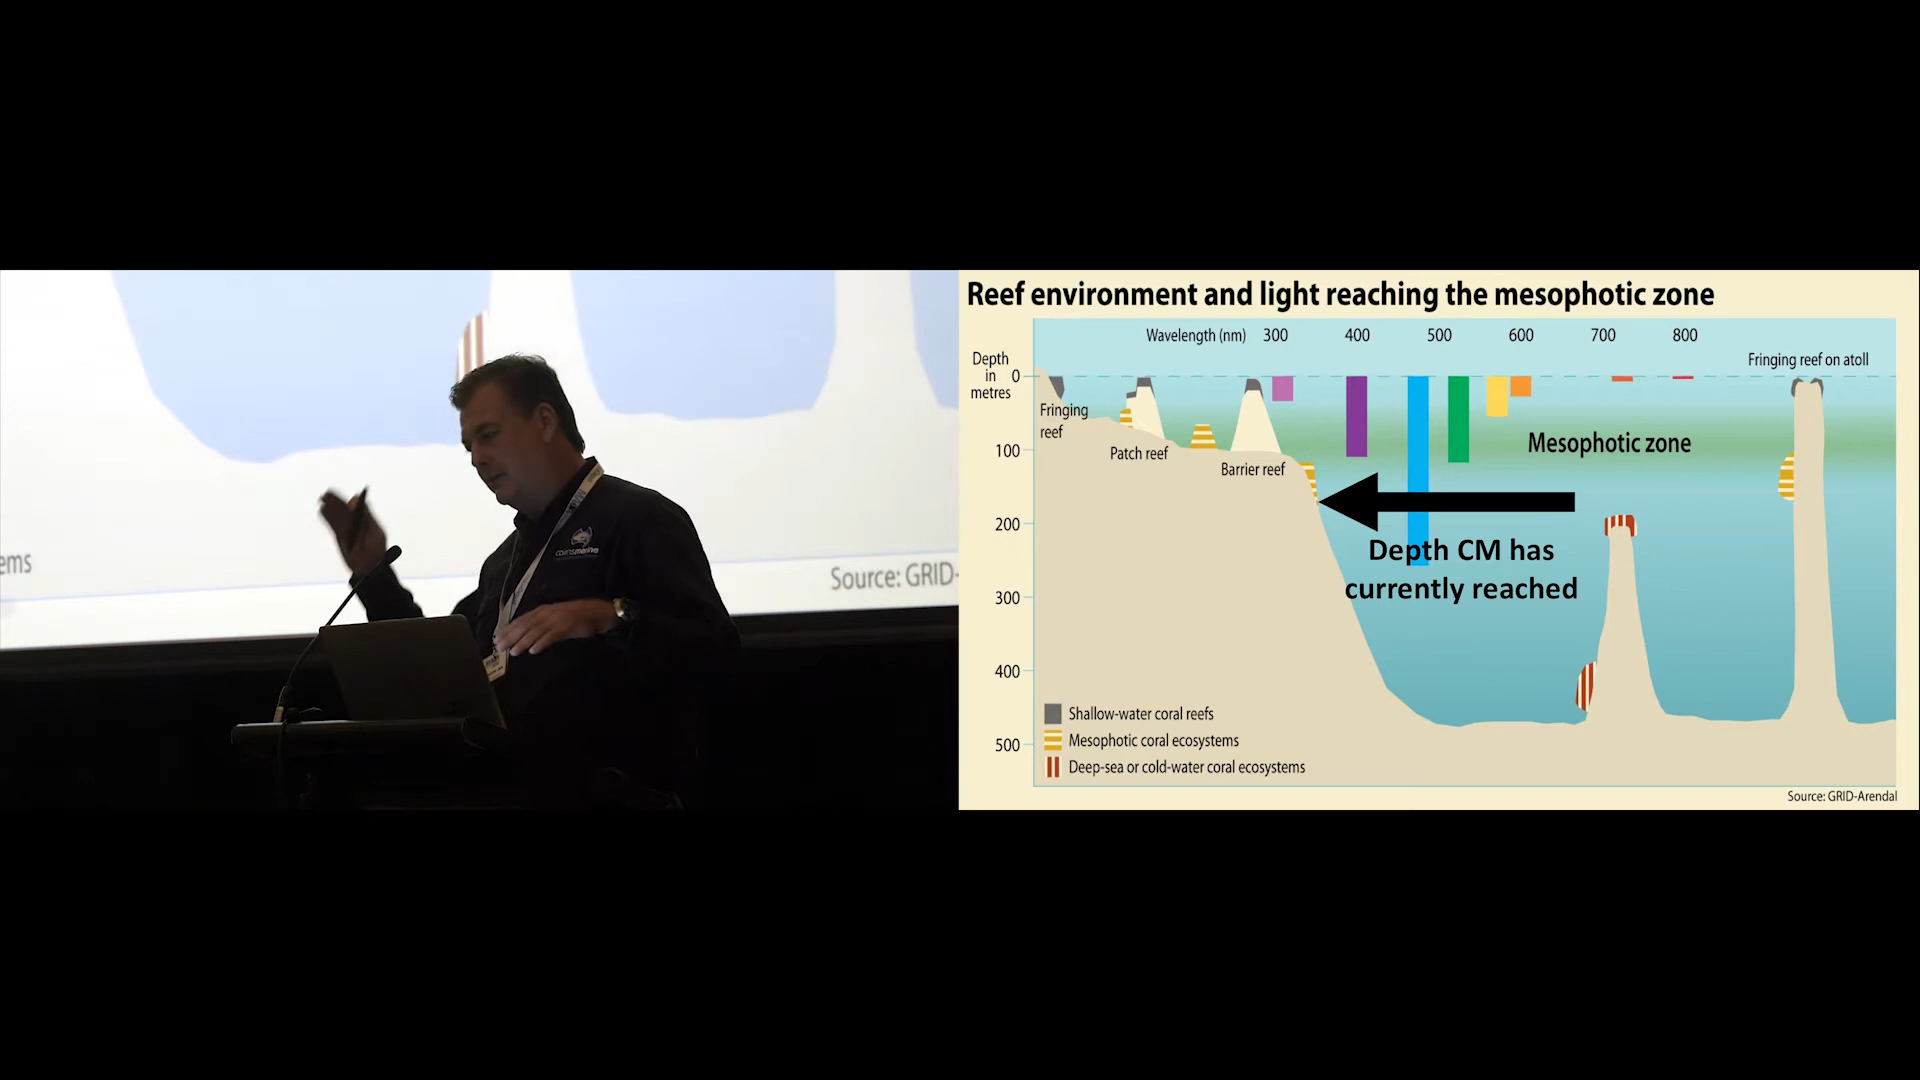 ems
Source: GRID-
cairnsmarine
Reef environment and light reaching the mesophotic zone
Wavelength (nm) 300 400 500 600 700 800
Depth
in
metres
0
100
200
300
400
500
Fringing reef on atoll
Fringing
reef
Patch reef
Barrier reef
Mesophotic zone
Depth CM has
currently reached
Shallow-water coral reefs
Mesophotic coral ecosystems
Deep-sea or cold-water coral ecosystems
Source: GRID-Arendal